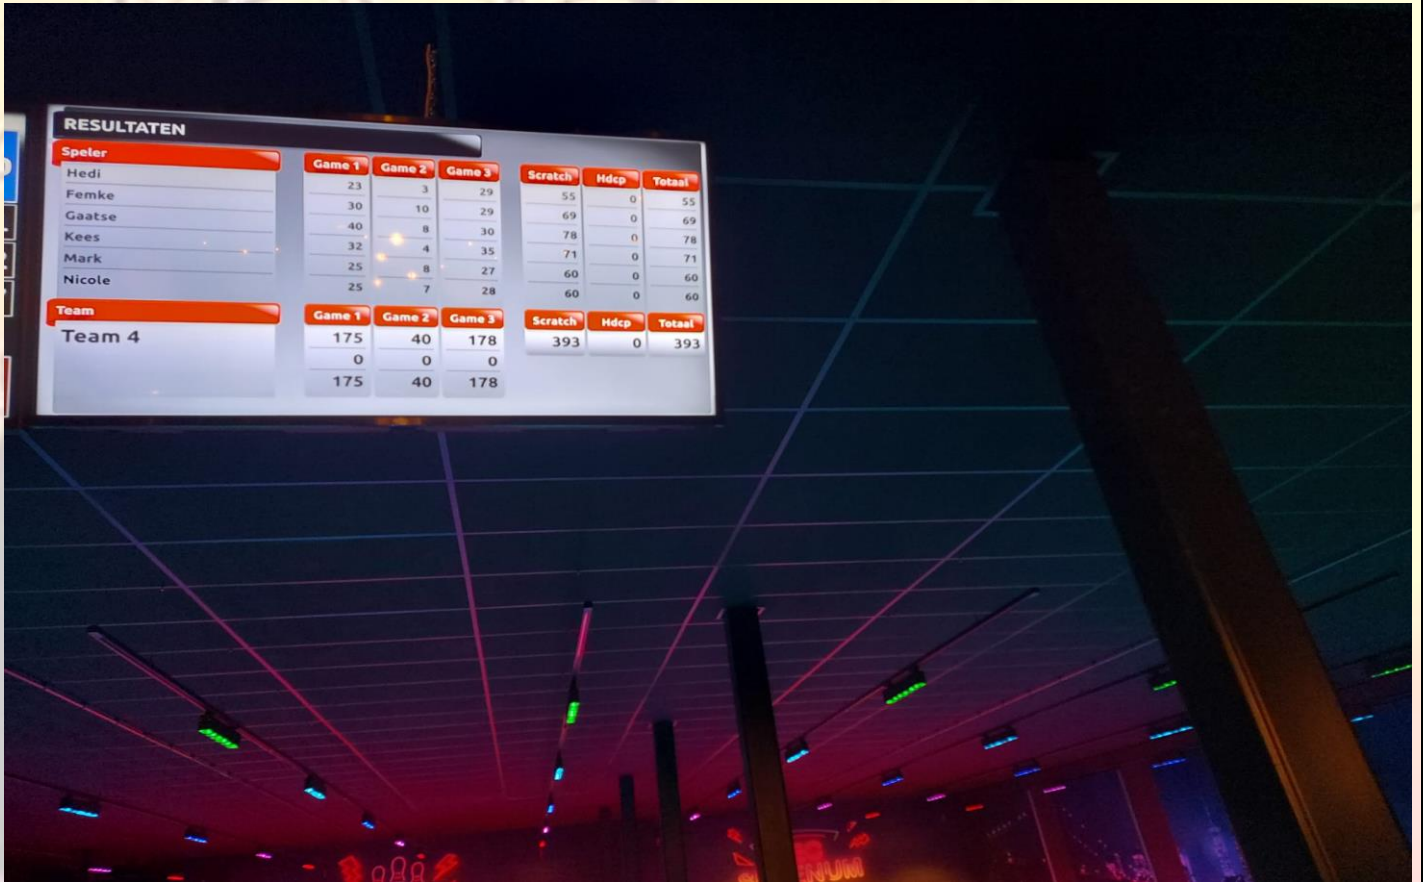 RESULTATEN
Speler Game 1 Game 2 Game 3 Scratch Hdcp Totaal
Hedi 23 3 29 55 0 55
Femke 30 10 29 69 0 69
Gaatse 40 8 30 78 0 78
Kees 32 4 35 71 0 71
Mark 25 8 27 60 0 60
Nicole 25 7 28 60 0 60
Team Game 1 Game 2 Game 3 Scratch Hdcp Totaal
Team 4 175 40 178 393 0 393
0 0 0
175 40 178